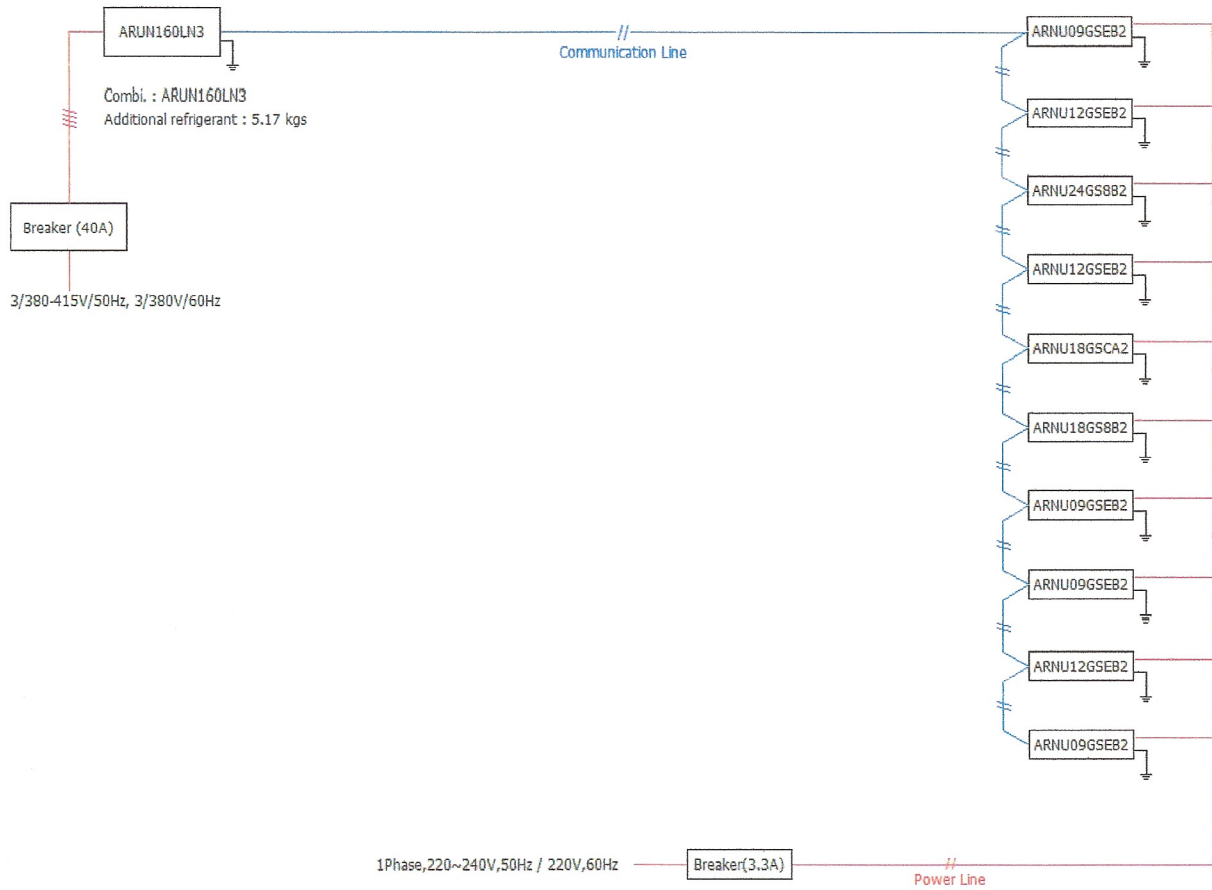 ARUN160LN3
Communication Line
Combi. : ARUN160LN3
Additional refrigerant : 5.17 kgs
Breaker (40A)
3/380-415V/50Hz, 3/380V/60Hz
ARNU09GSEB2
ARNU12GSEB2
ARNU24GS8B2
ARNU12GSEB2
ARNU18GSCA2
ARNU18GS8B2
ARNU09GSEB2
ARNU09GSEB2
ARNU12GSEB2
ARNU09GSEB2
1Phase,220~240V,50Hz / 220V,60Hz
Breaker(3.3A)
Power Line